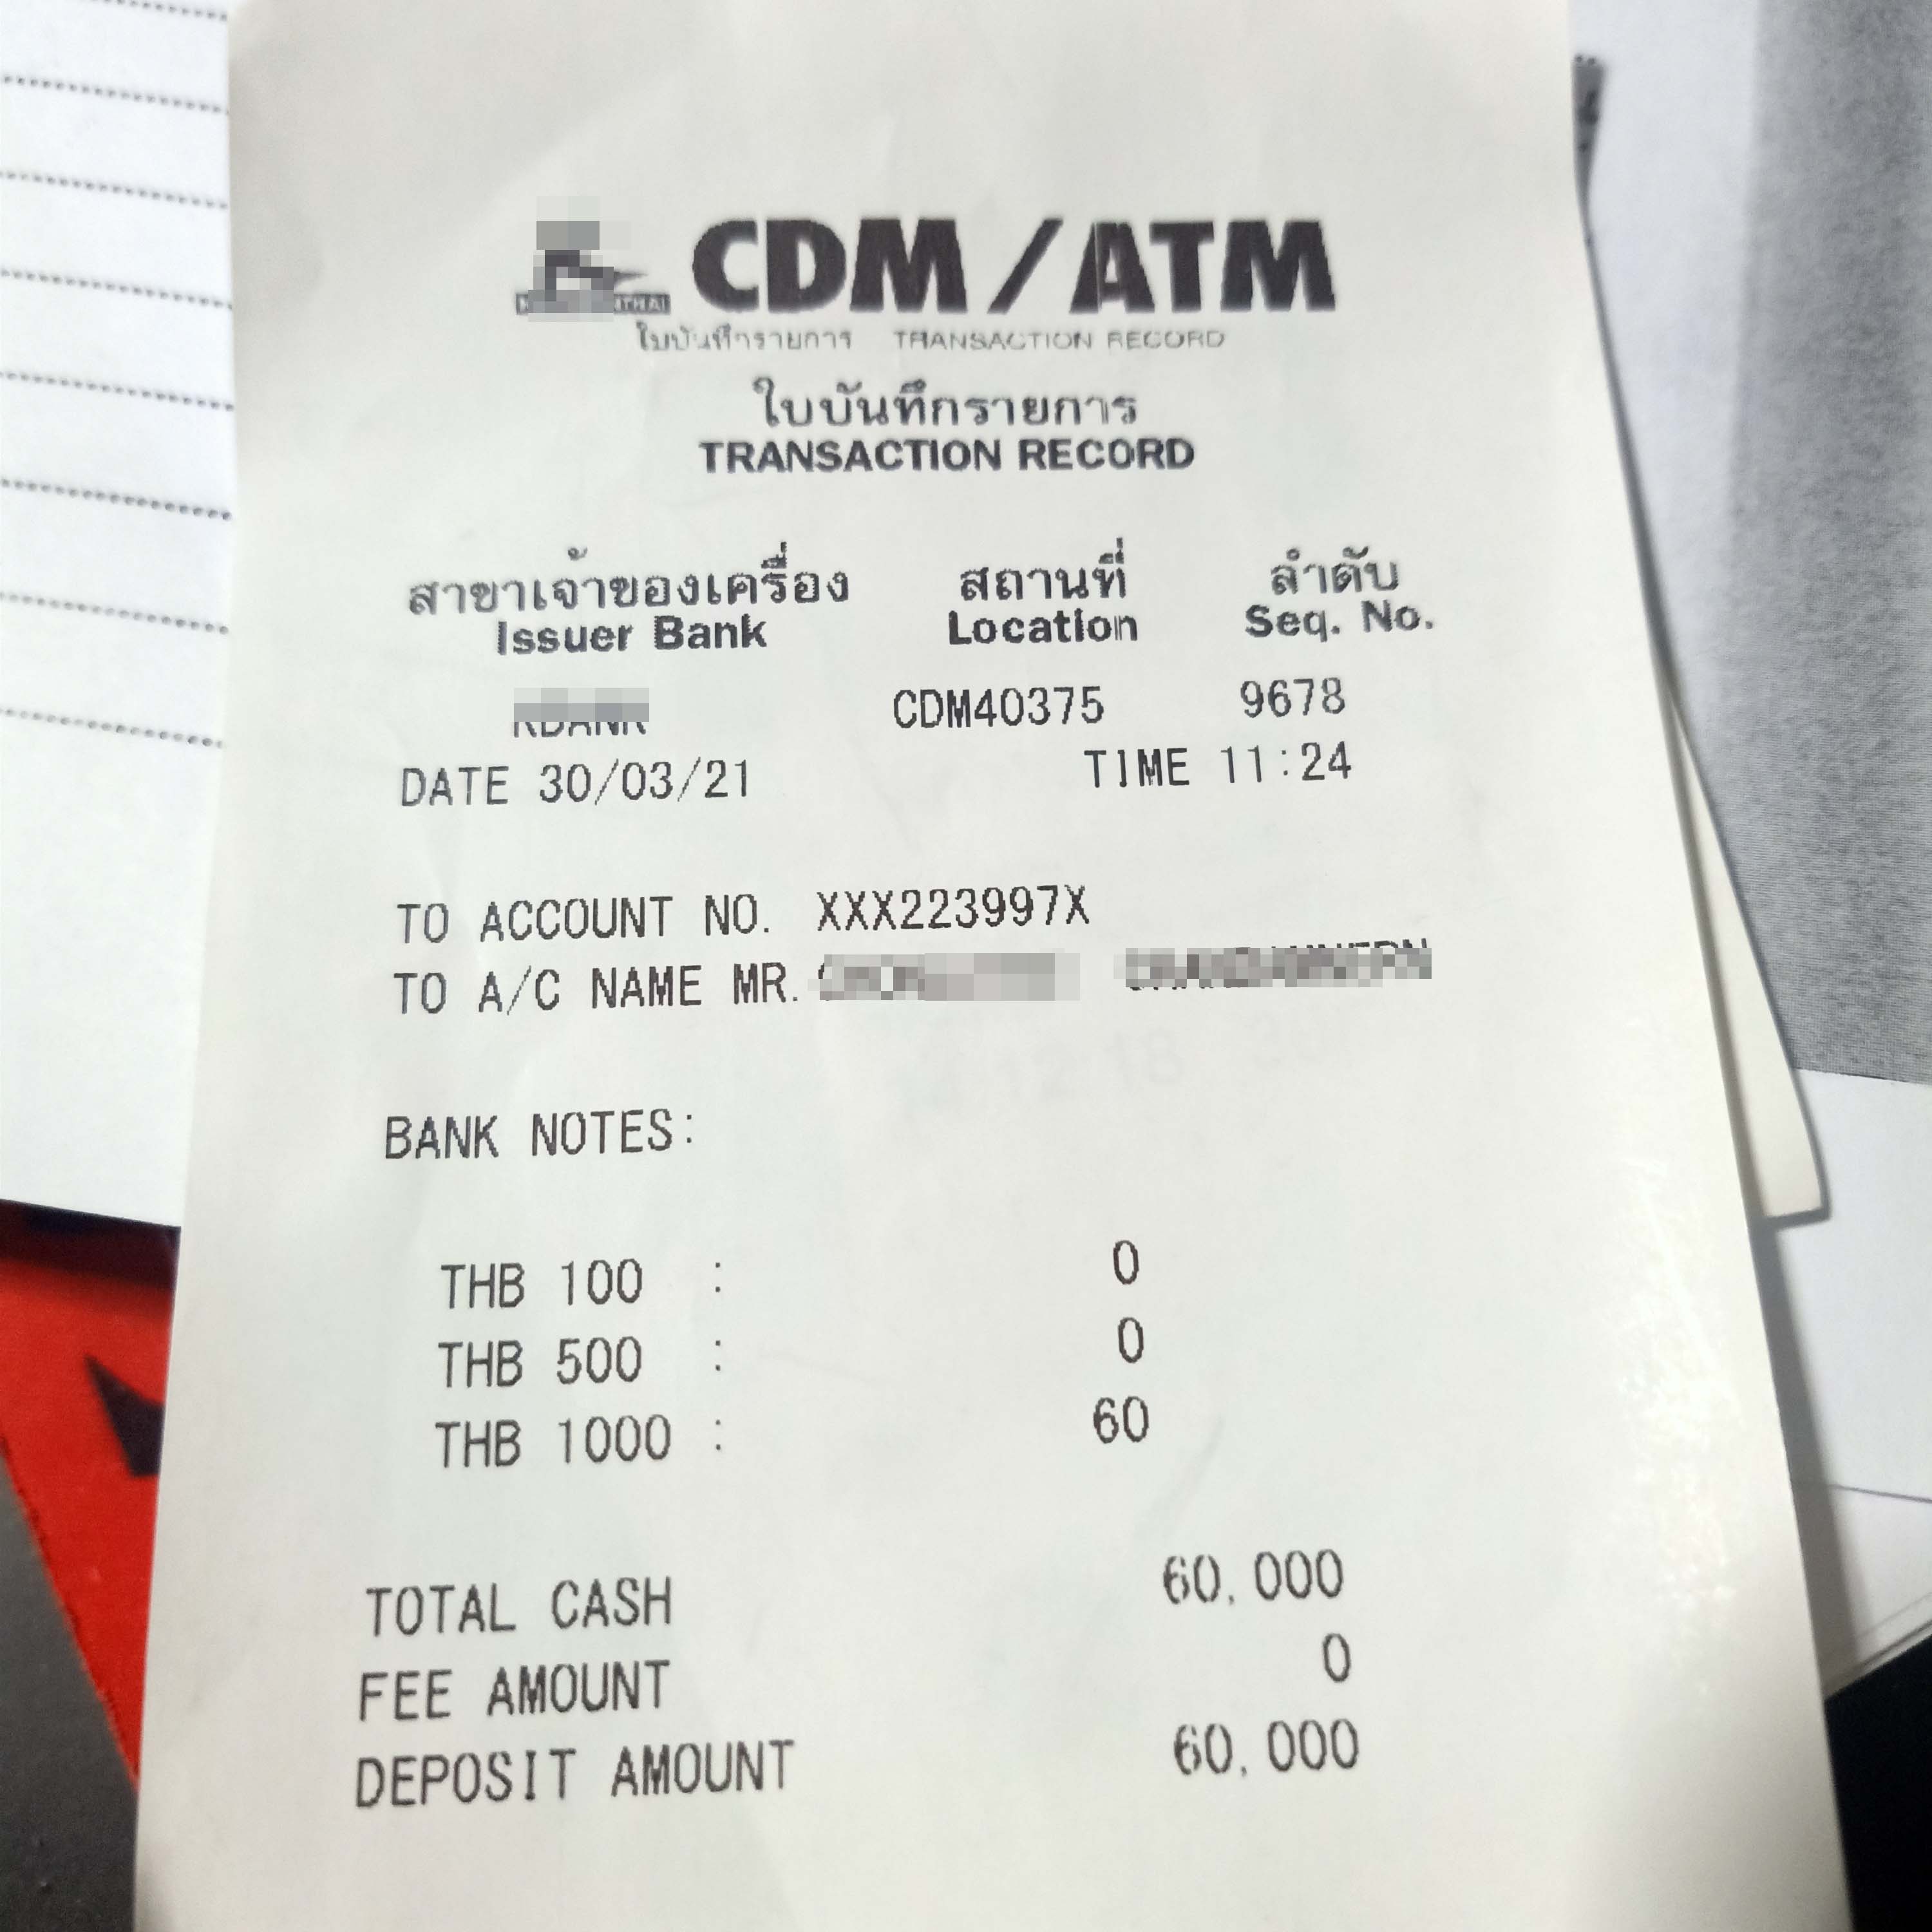 CDM/ATM
ใบบันทึกรายการ TRANSACTION RECORD
ใบบันทึกรายการ
TRANSACTION RECORD
สาขาเจ้าของเครื่อง สถานที่ ลำดับ
Issuer Bank Location Seq. No.
CDM40375 9678
DATE 30/03/21 TIME 11:24
TO ACCOUNT NO. XXX223997X
TO A/C NAME MR.
BANK NOTES:
THB 100 : 0
THB 500 : 0
THB 1000 : 60
TOTAL CASH 60,000
FEE AMOUNT 0
DEPOSIT AMOUNT 60,000